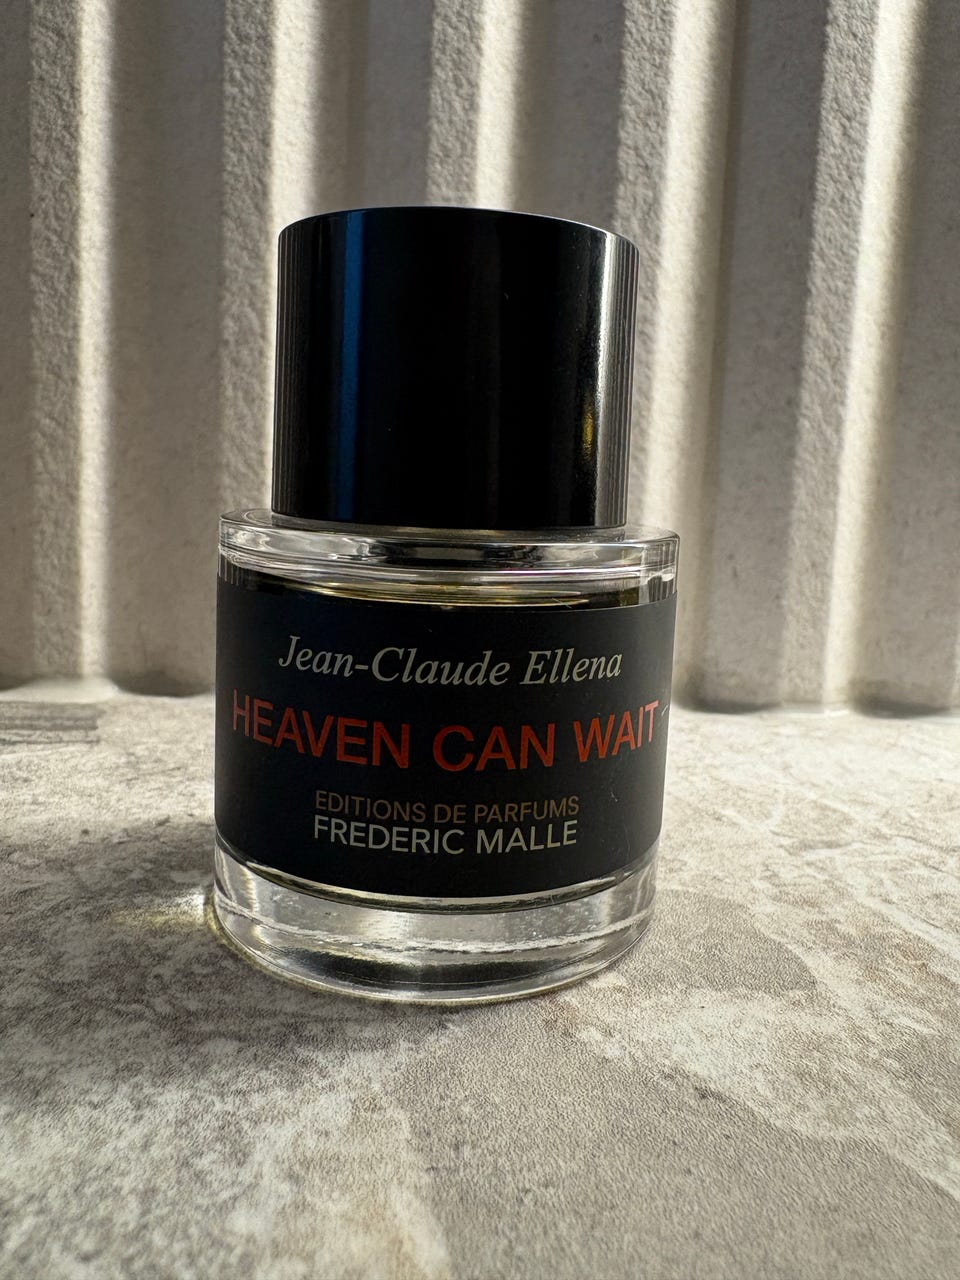 Jean-Claude Ellena
HEAVEN CAN WAIT
EDITIONS DE PARFUMS
FREDERIC MALLE